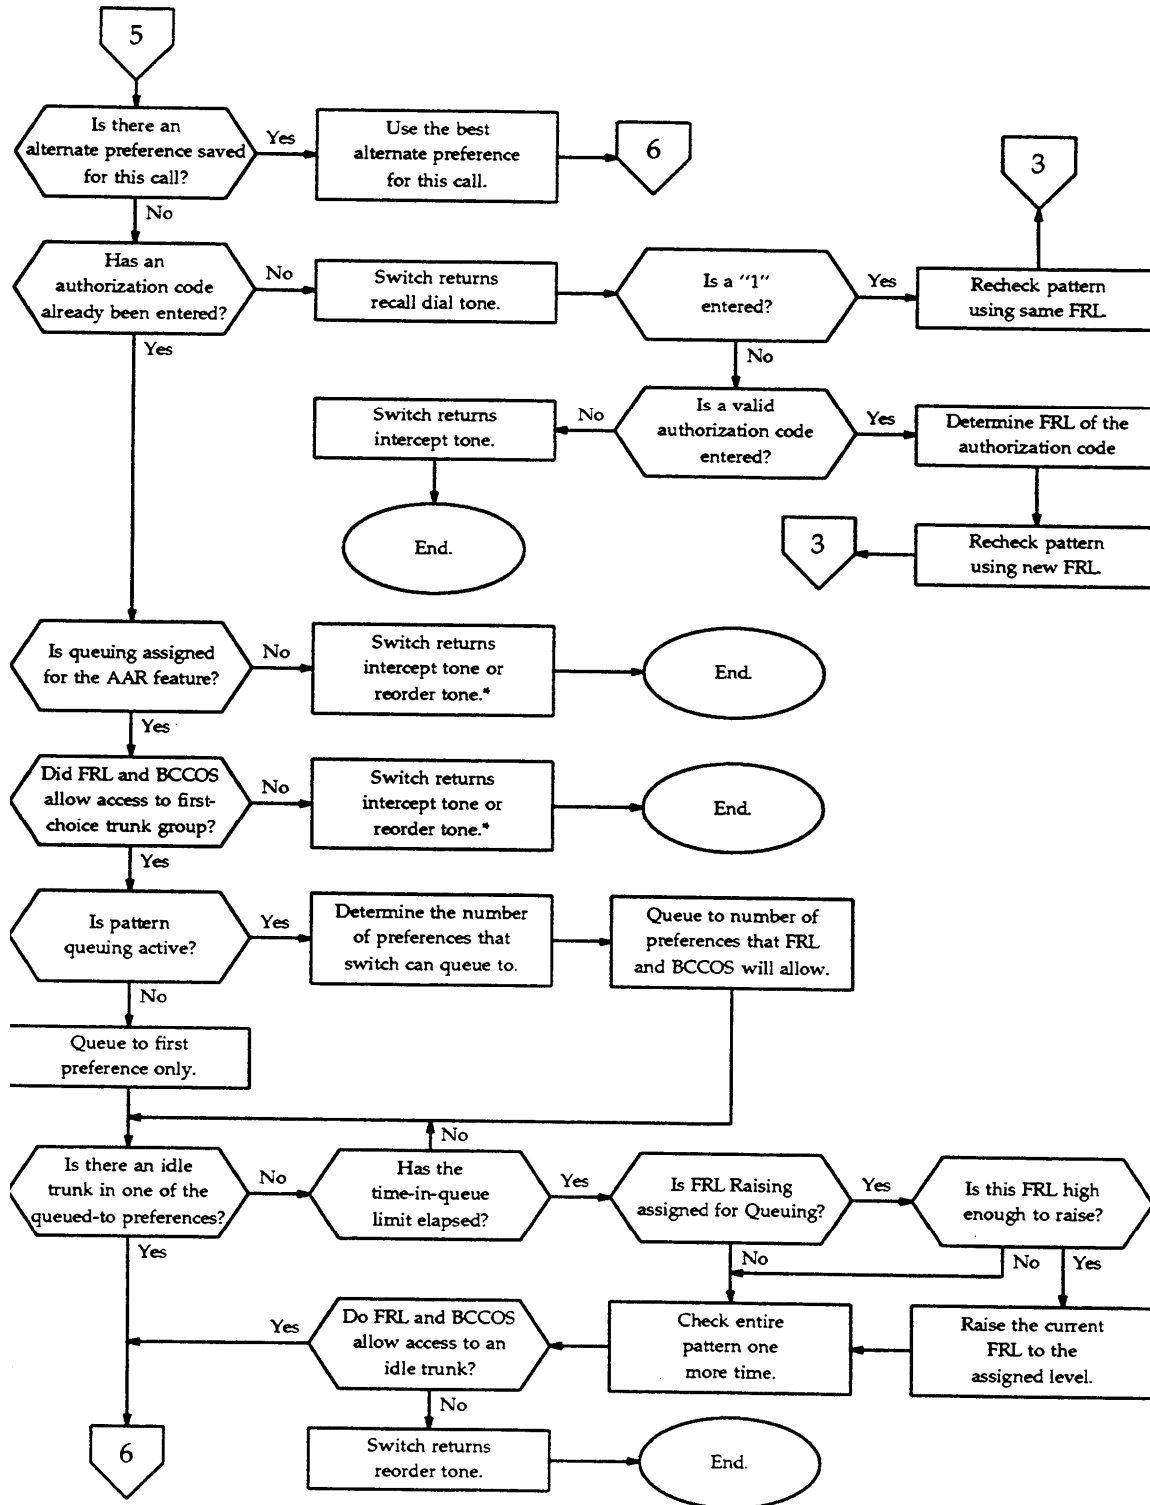 5
Is there an
alternate preference saved
for this call?
Yes
Use the best
alternate preference
for this call.
6
3
No
Has an
authorization code
already been entered?
No
Switch returns
recall dial tone.
Is a "1"
entered?
Yes
Recheck pattern
using same FRL.
Yes
No
Switch returns
intercept tone.
No
Is a valid
authorization code
entered?
Yes
Determine FRL of the
authorization code
End.
3
Recheck pattern
using new FRL.
Is queuing assigned
for the AAR feature?
No
Switch returns
intercept tone or
reorder tone.*
End.
Yes
Did FRL and BCCOS
allow access to first-
choice trunk group?
No
Switch returns
intercept tone or
reorder tone.*
End.
Yes
Is pattern
queuing active?
Yes
Determine the number
of preferences that
switch can queue to.
Queue to number of
preferences that FRL
and BCCOS will allow.
No
Queue to first
preference only.
No
Is there an idle
trunk in one of the
queued-to preferences?
No
Has the
time-in-queue
limit elapsed?
Yes
Is FRL Raising
assigned for Queuing?
Yes
Is this FRL high
enough to raise?
Yes
No
No
Yes
Yes
Do FRL and BCCOS
allow access to an
idle trunk?
Check entire
pattern one
more time.
Raise the current
FRL to the
assigned level.
No
6
Switch returns
reorder tone.
End.